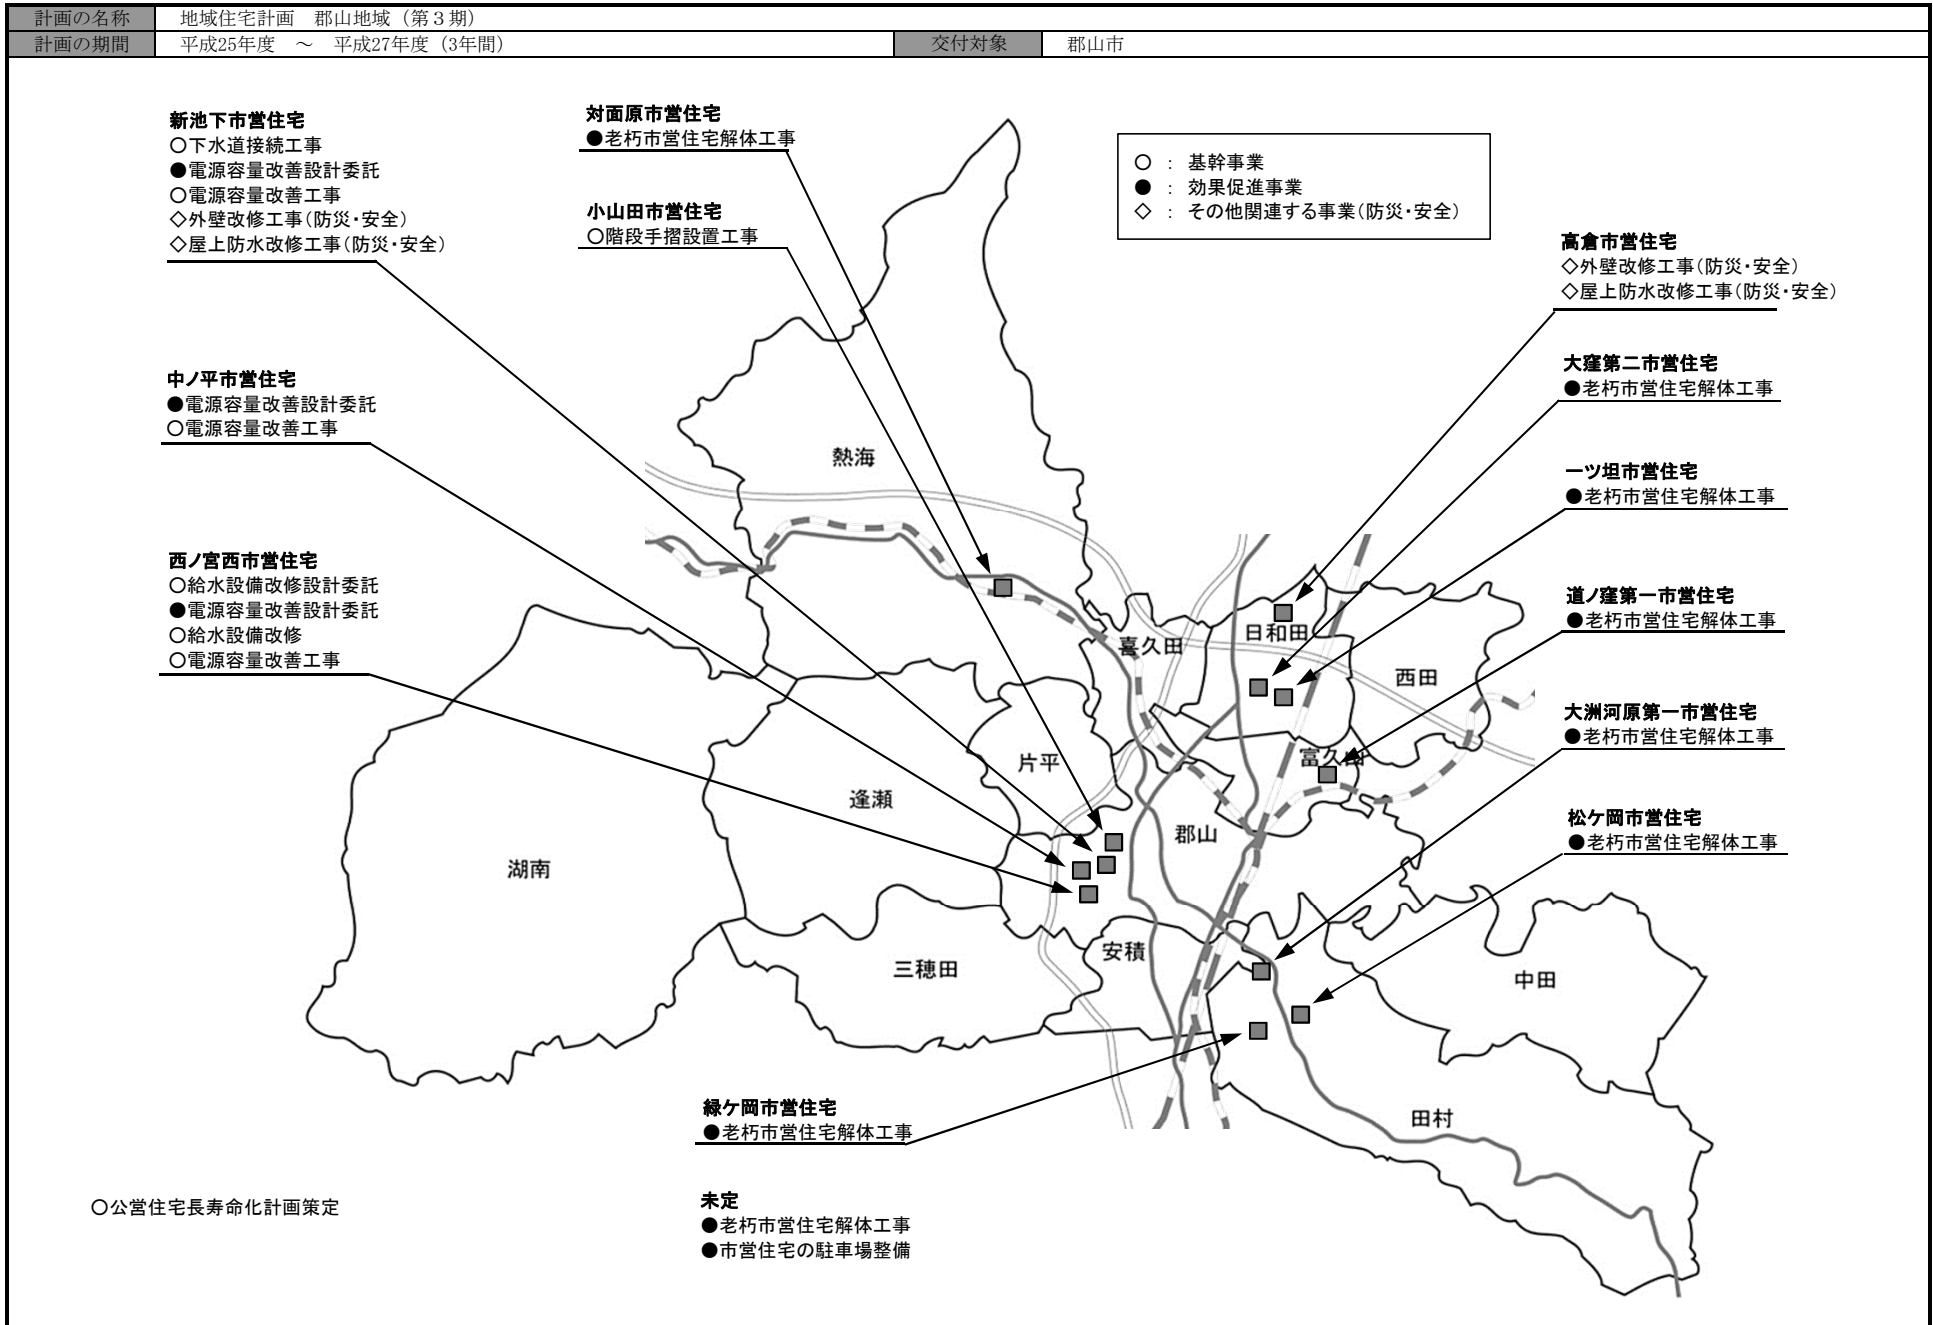 計画の名称 地域住宅計画 郡山地域（第３期）
計画の期間 平成25年度 ～ 平成27年度（3年間） 交付対象 郡山市
新池下市営住宅
○下水道接続工事
●電源容量改善設計委託
○電源容量改善工事
◇外壁改修工事（防災・安全）
◇屋上防水改修工事（防災・安全）
対面原市営住宅
●老朽市営住宅解体工事
小山田市営住宅
○階段手摺設置工事
○ ： 基幹事業
● ： 効果促進事業
◇ ： その他関連する事業（防災・安全）
高倉市営住宅
◇外壁改修工事（防災・安全）
◇屋上防水改修工事（防災・安全）
中ノ平市営住宅
●電源容量改善設計委託
○電源容量改善工事
大窪第二市営住宅
●老朽市営住宅解体工事
一ツ坦市営住宅
●老朽市営住宅解体工事
西ノ宮西市営住宅
○給水設備改修設計委託
●電源容量改善設計委託
○給水設備改修
○電源容量改善工事
道ノ窪第一市営住宅
●老朽市営住宅解体工事
大洲河原第一市営住宅
●老朽市営住宅解体工事
松ケ岡市営住宅
●老朽市営住宅解体工事
熱海
喜久田
日和田
西田
片平
富久山
逢瀬
郡山
湖南
三穂田
安積
中田
田村
緑ケ岡市営住宅
●老朽市営住宅解体工事
○公営住宅長寿命化計画策定
未定
●老朽市営住宅解体工事
●市営住宅の駐車場整備